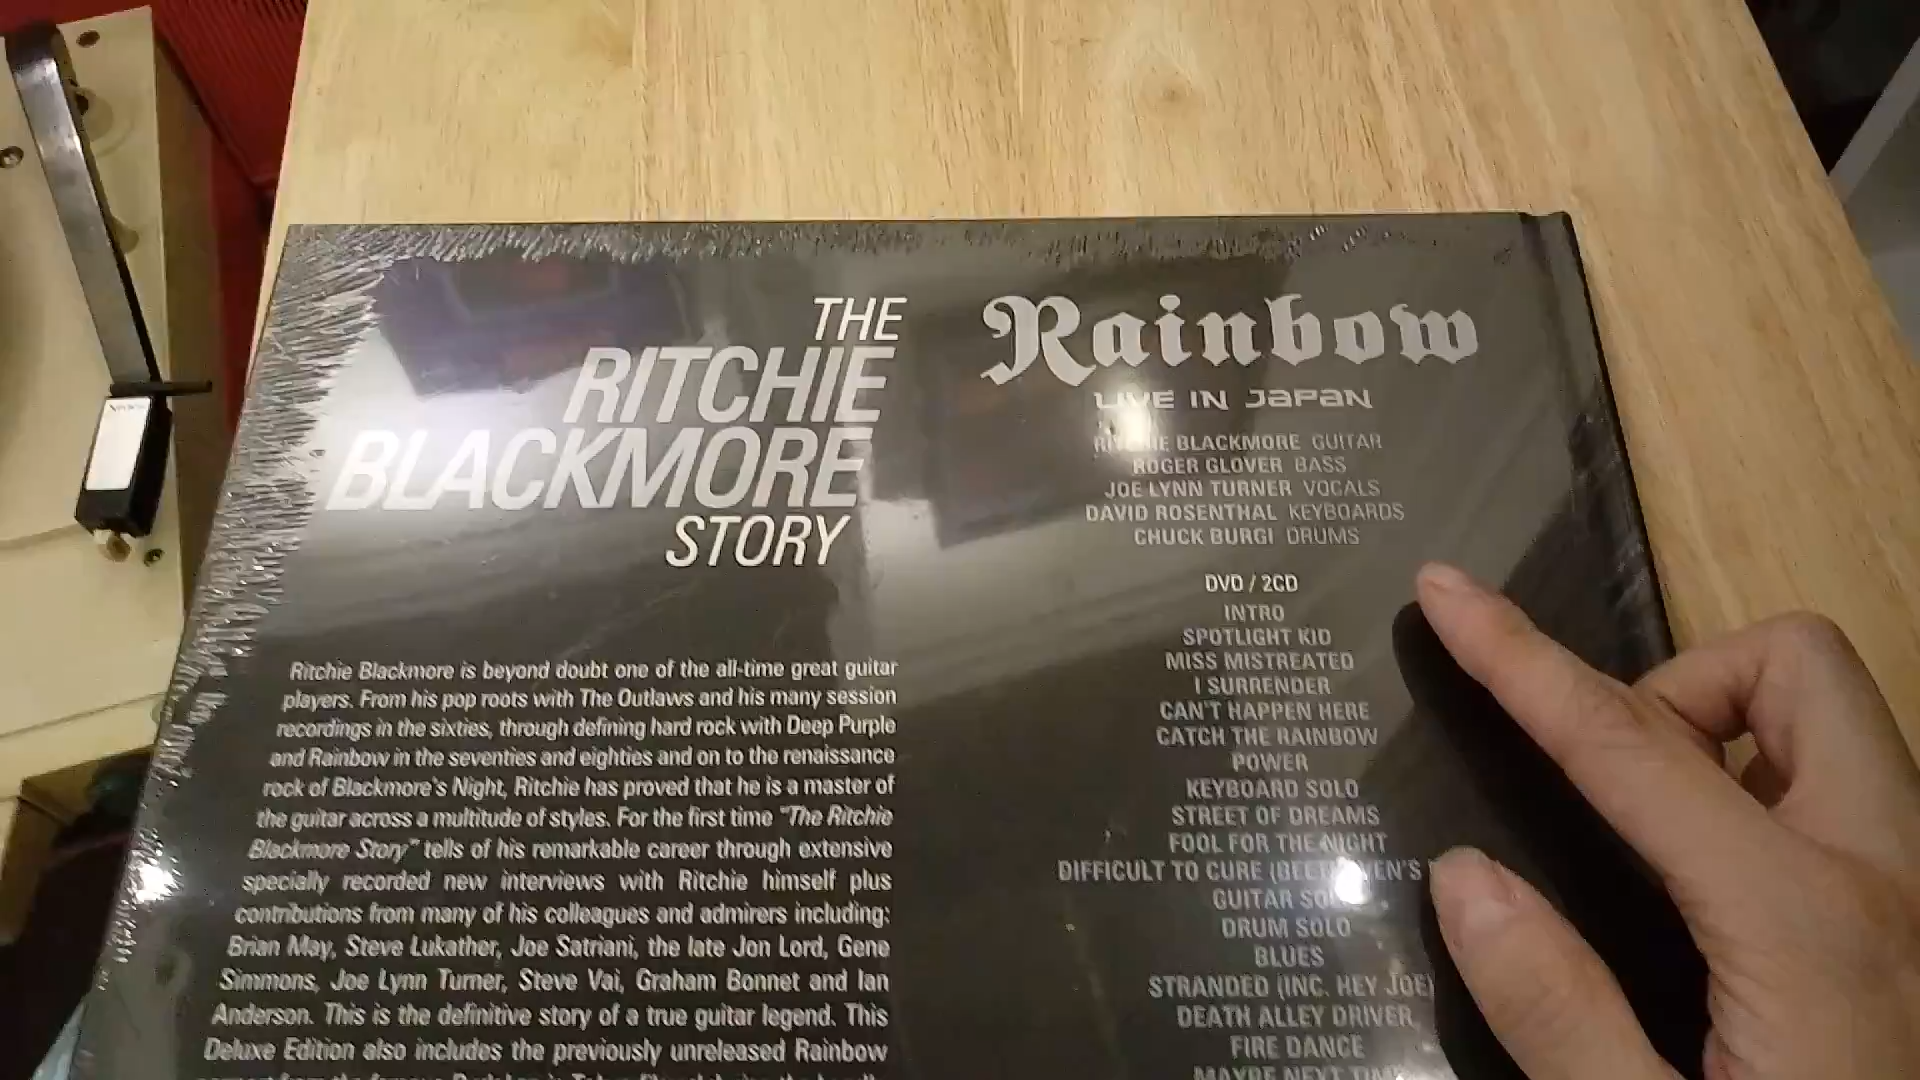 THE
RITCHIE
BLACKMORE
STORY
Ritchie Blackmore is beyond doubt one of the all-time great guitar
players. From his pop roots with The Outlaws and his many session
recordings in the sixties, through defining hard rock with Deep Purple
and Rainbow in the seventies and eighties and on to the renaissance
rock of Blackmore's Night, Ritchie has proved that he is a master of
the guitar across a multitude of styles. For the first time "The Ritchie
Blackmore Story" tells of his remarkable career through extensive
specially recorded new interviews with Ritchie himself plus
contributions from many of his colleagues and admirers including:
Brian May, Steve Lukather, Joe Satriani, the late Jon Lord, Gene
Simmons, Joe Lynn Turner, Steve Vai, Graham Bonnet and Ian
Anderson. This is the definitive story of a true guitar legend. This
Deluxe Edition also includes the previously unreleased Rainbow
Rainbow
LIVE IN JAPAN
RITCHIE BLACKMORE GUITAR
ROGER GLOVER BASS
JOE LYNN TURNER VOCALS
DAVID ROSENTHAL KEYBOARDS
CHUCK BURGI DRUMS
DVD / 2CD
INTRO
SPOTLIGHT KID
MISS MISTREATED
I SURRENDER
CAN'T HAPPEN HERE
CATCH THE RAINBOW
POWER
KEYBOARD SOLO
STREET OF DREAMS
FOOL FOR THE NIGHT
DIFFICULT TO CURE (BEETHOVEN'S
GUITAR SOLO
DRUM SOLO
BLUES
STRANDED (INC. HEY JOE)
DEATH ALLEY DRIVER
FIRE DANCE
MAYBE NEXT TIME